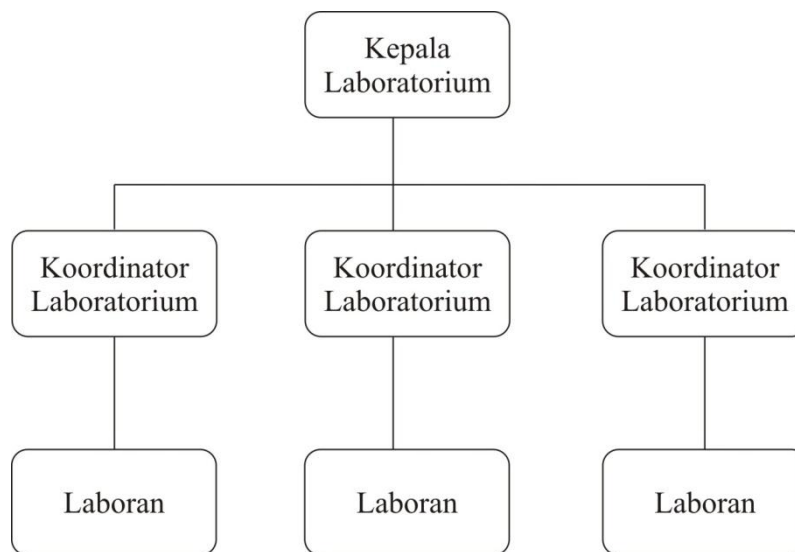 Kepala
Laboratorium
Koordinator
Laboratorium
Koordinator
Laboratorium
Koordinator
Laboratorium
Laboran
Laboran
Laboran